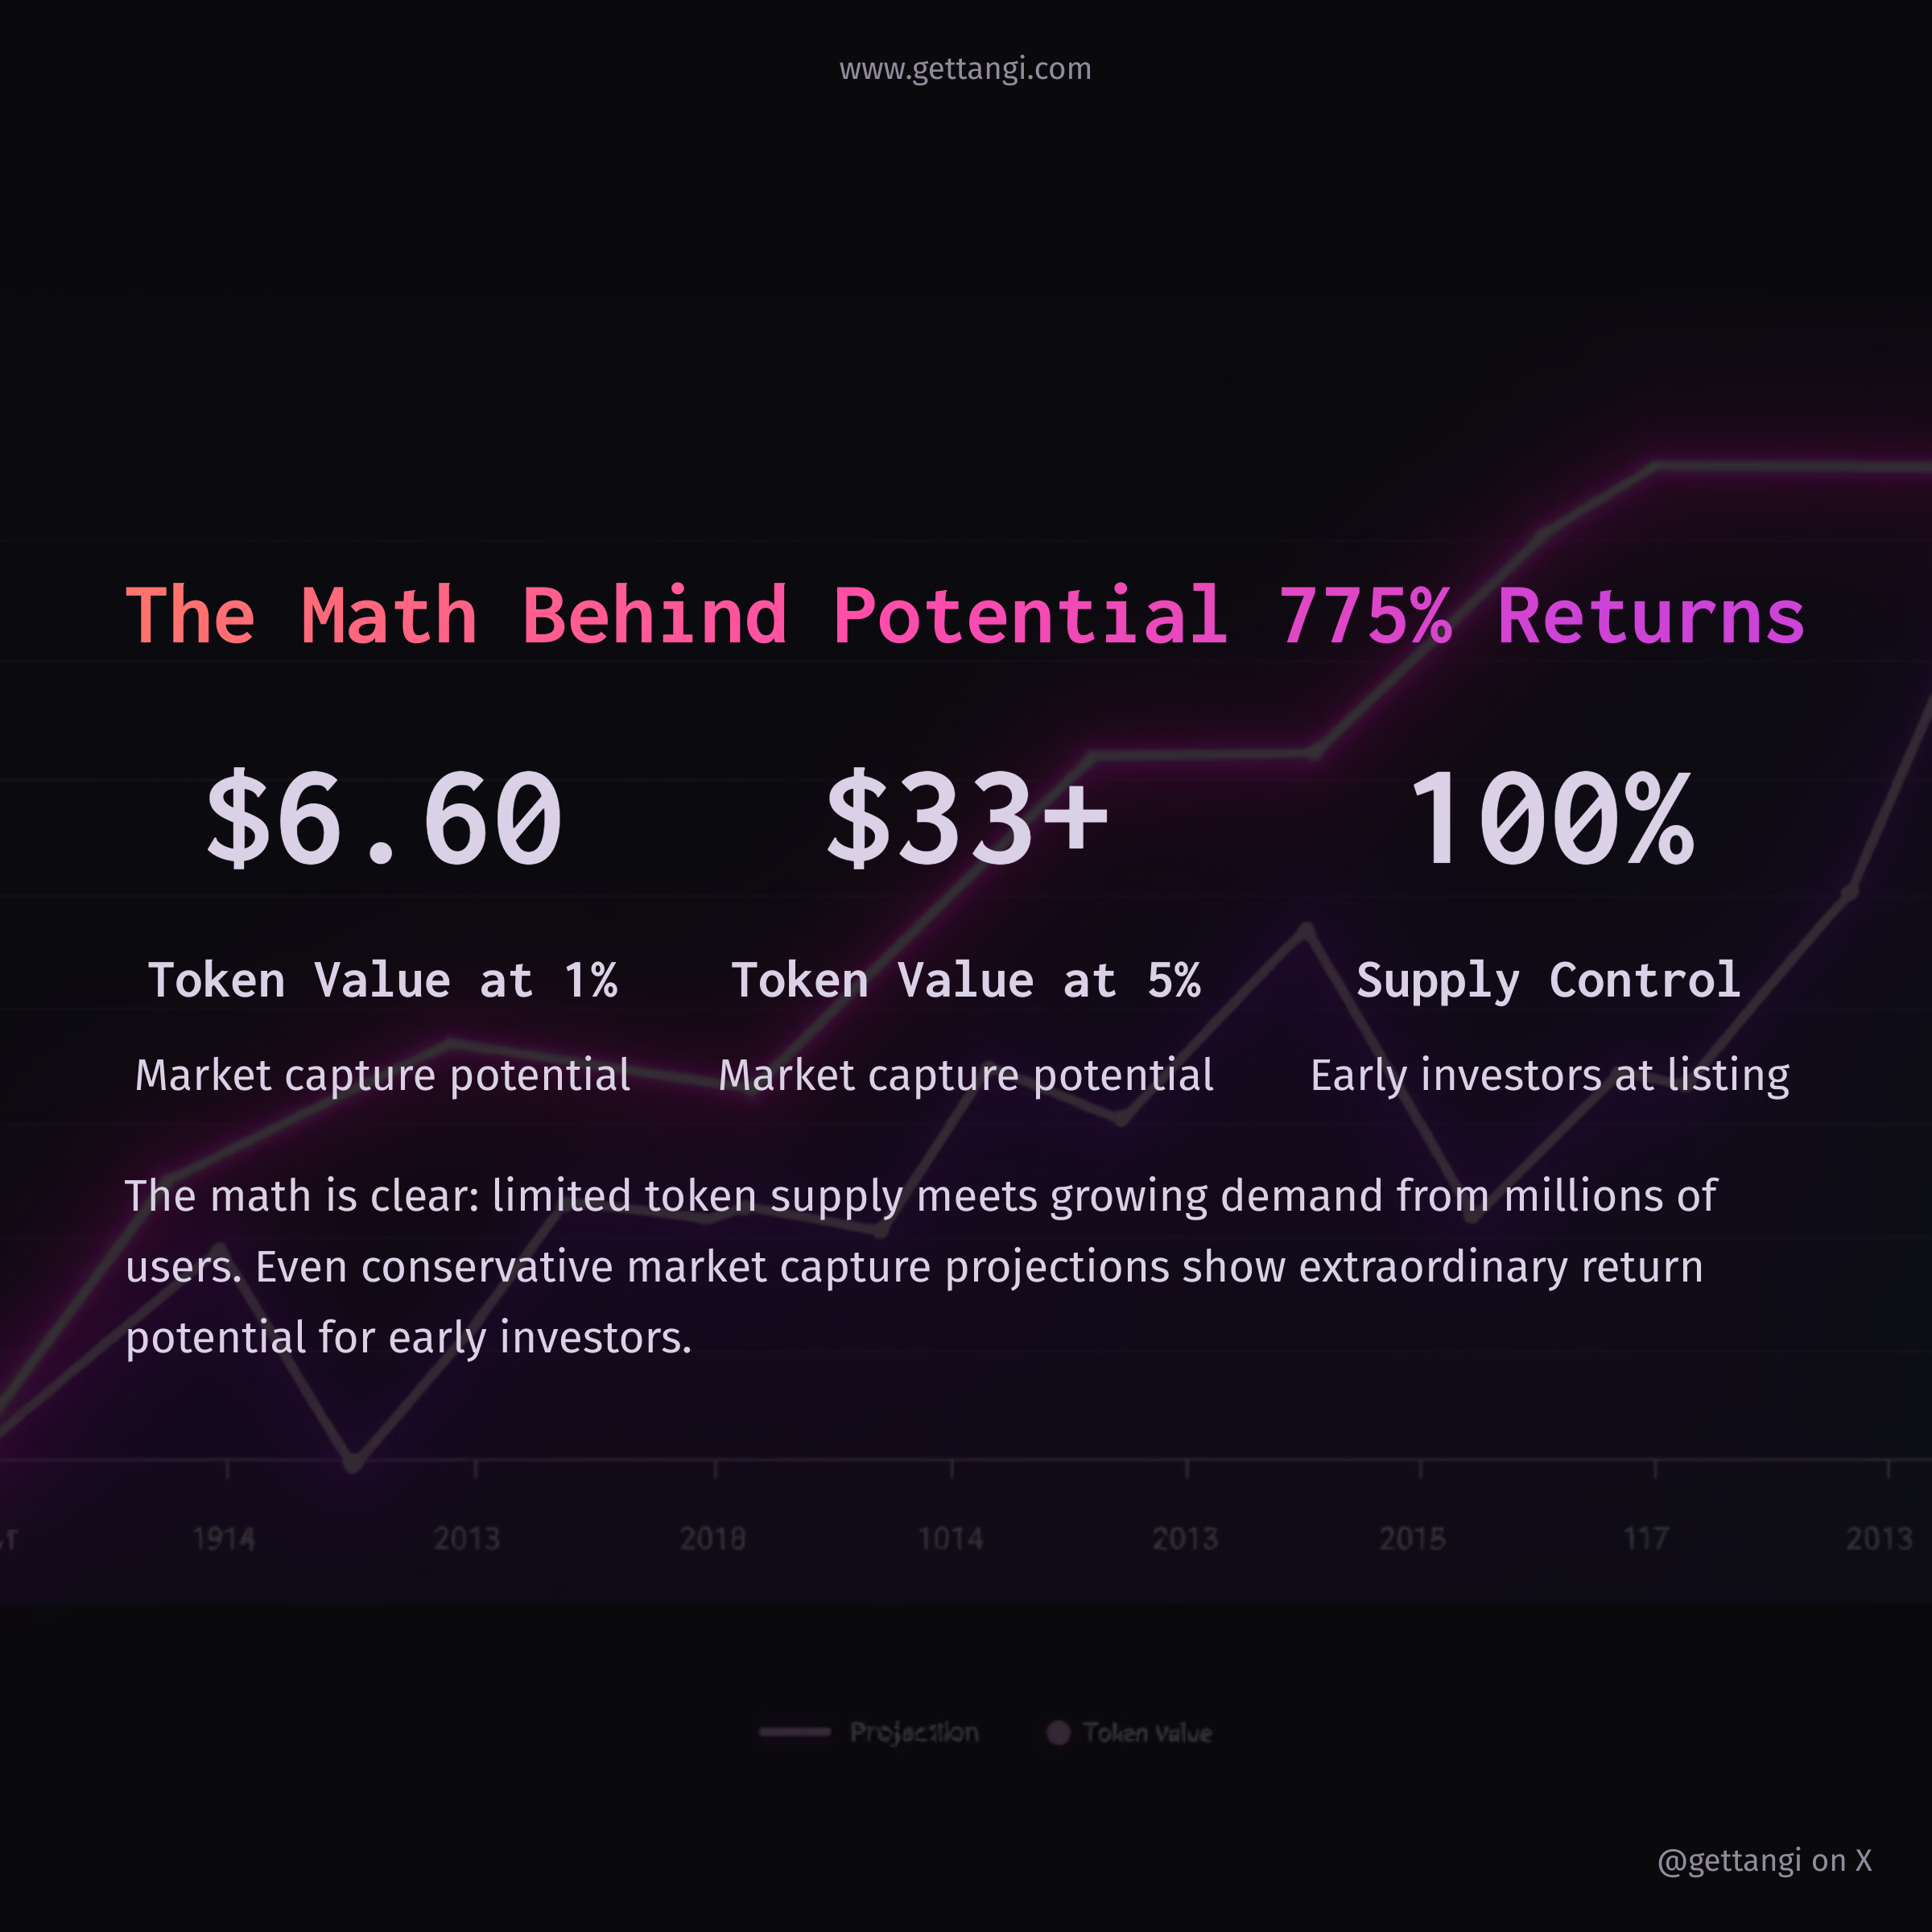 www.gettangi.com
The Math Behind Potential 775% Returns
$6.60
$33+
100%
Token Value at 1%
Token Value at 5%
Supply Control
Market capture potential
Market capture potential
Early investors at listing
The math is clear: limited token supply meets growing demand from millions of
users. Even conservative market capture projections show extraordinary return
potential for early investors.
1914 2013 2018 1014 2013 2015 117 2013
Token Value
@gettangi on X